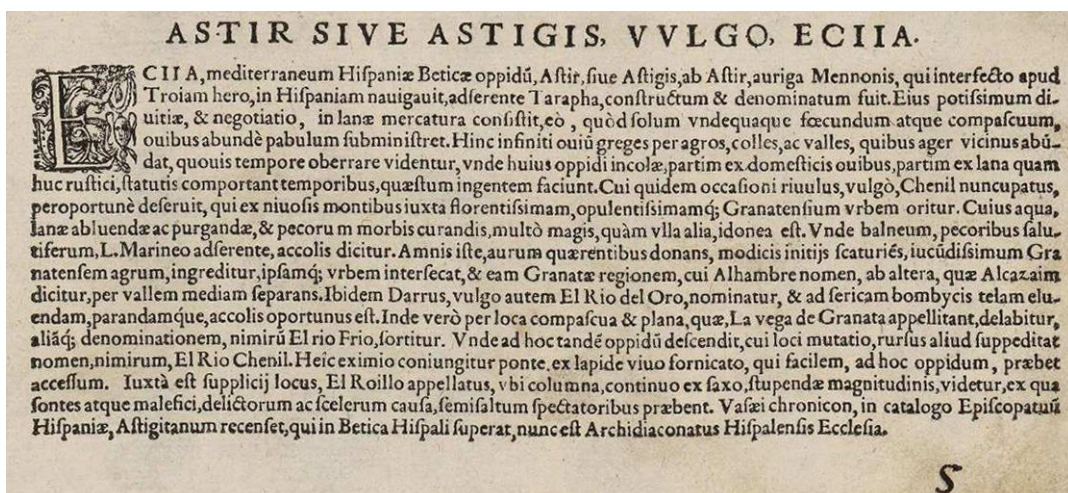 ASTIR SIVE ASTIGIS, VVLGO, ECIIA.
ECIIA, mediterraneum Hiſpaniæ Beticæ oppidũ, Aſtir, ſiue Aſtigis, ab Aſtir, auriga Mennonis, qui interfecto apud
Troiam hero, in Hiſpaniam nauigauit, adſerente Tarapha, conſtructum & denominatum fuit. Eius potiſsimum di-
uitiæ, & negotiatio, in lanæ mercatura conſiſtit, eò, quòd ſolum vndequaque fœcundum atque compaſcuum,
ouibus abundè pabulum ſubminiſtret. Hinc infiniti ouiũ greges per agros, colles, ac valles, quibus ager vicinus abũ-
dat, quouis tempore oberrare videntur, vnde huius oppidi incolæ, partim ex domeſticis ouibus, partim ex lana quam
huc ruſtici, ſtatutis comportant temporibus, quæſtum ingentem faciunt. Cui quidem occaſioni riuulus, vulgò, Chenil nuncupatus,
peroportunè deſeruit, qui ex niuoſis montibus iuxta florentiſsimam, opulentiſsimamq; Granatenſium vrbem oritur. Cuius aqua,
lanæ abluendæ ac purgandæ, & pecorum morbis curandis, multò magis, quàm vlla alia, idonea eſt. Vnde balneum, pecoribus ſalu-
tiferum, L. Marineo adſerente, accolis dicitur. Amnis iſte, aurum quærentibus donans, modicis initijs ſcaturiés, iucũdiſsimum Gra
natenſem agrum, ingreditur, ipſamq; vrbem interſecat, & eam Granatæ regionem, cui Alhambre nomen, ab altera, quæ Alcazaim
dicitur, per vallem mediam ſeparans. Ibidem Darrus, vulgo autem El Rio del Oro, nominatur, & ad ſericam bombycis telam elu-
endam, parandamque, accolis oportunus eſt. Inde verò per loca compaſcua & plana, quæ, La vega de Granata appellitant, delabitur,
aliãq; denominationem, nimirũ El rio Frio, ſortitur. Vnde ad hoc tandẽ oppidũ deſcendit, cui loci mutatio, rurſus aliud ſuppeditat
nomen, nimirum, El Rio Chenil. Heîc eximio coniungitur ponte, ex lapide viuo fornicato, qui facilem, ad hoc oppidum, præbet
acceſſum. Iuxtà eſt ſupplicij locus, El Roillo appellatus, vbi columna, continuo ex ſaxo, ſtupendæ magnitudinis, videtur, ex qua
ſontes atque malefici, delictorum ac ſcelerum cauſa, ſemiſaltum ſpectatoribus præbent. Vaſæi chronicon, in catalogo Epiſcopatuũ
Hiſpaniæ, Aſtigitanum recenſet, qui in Betica Hiſpali ſuperat, nunc eſt Archidiaconatus Hiſpalenſis Eccleſia.
S